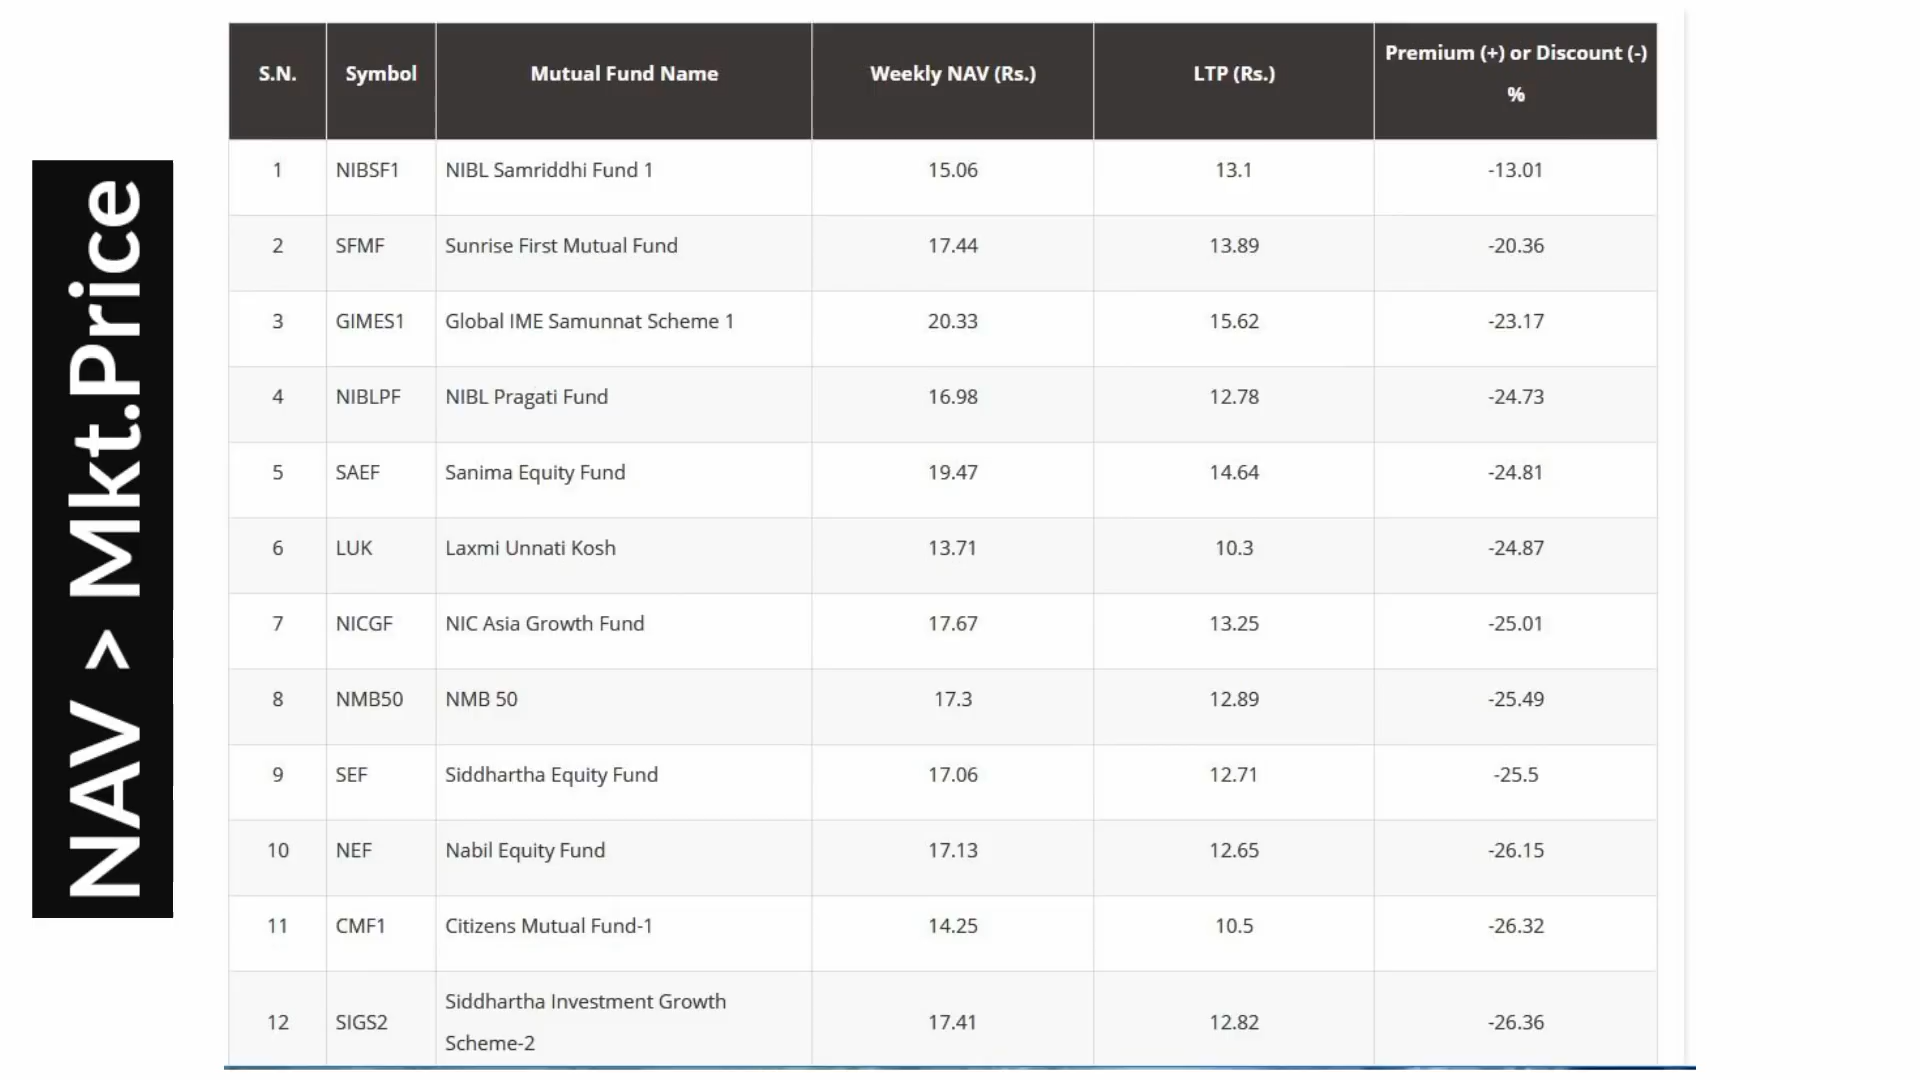 NAV > Mkt.Price
S.N. Symbol Mutual Fund Name Weekly NAV (Rs.) LTP (Rs.) Premium (+) or Discount (-) %
1 NIBSF1 NIBL Samriddhi Fund 1 15.06 13.1 -13.01
2 SFMF Sunrise First Mutual Fund 17.44 13.89 -20.36
3 GIMES1 Global IME Samunnat Scheme 1 20.33 15.62 -23.17
4 NIBLPF NIBL Pragati Fund 16.98 12.78 -24.73
5 SAEF Sanima Equity Fund 19.47 14.64 -24.81
6 LUK Laxmi Unnati Kosh 13.71 10.3 -24.87
7 NICGF NIC Asia Growth Fund 17.67 13.25 -25.01
8 NMB50 NMB 50 17.3 12.89 -25.49
9 SEF Siddhartha Equity Fund 17.06 12.71 -25.5
10 NEF Nabil Equity Fund 17.13 12.65 -26.15
11 CMF1 Citizens Mutual Fund-1 14.25 10.5 -26.32
12 SIGS2 Siddhartha Investment Growth Scheme-2 17.41 12.82 -26.36